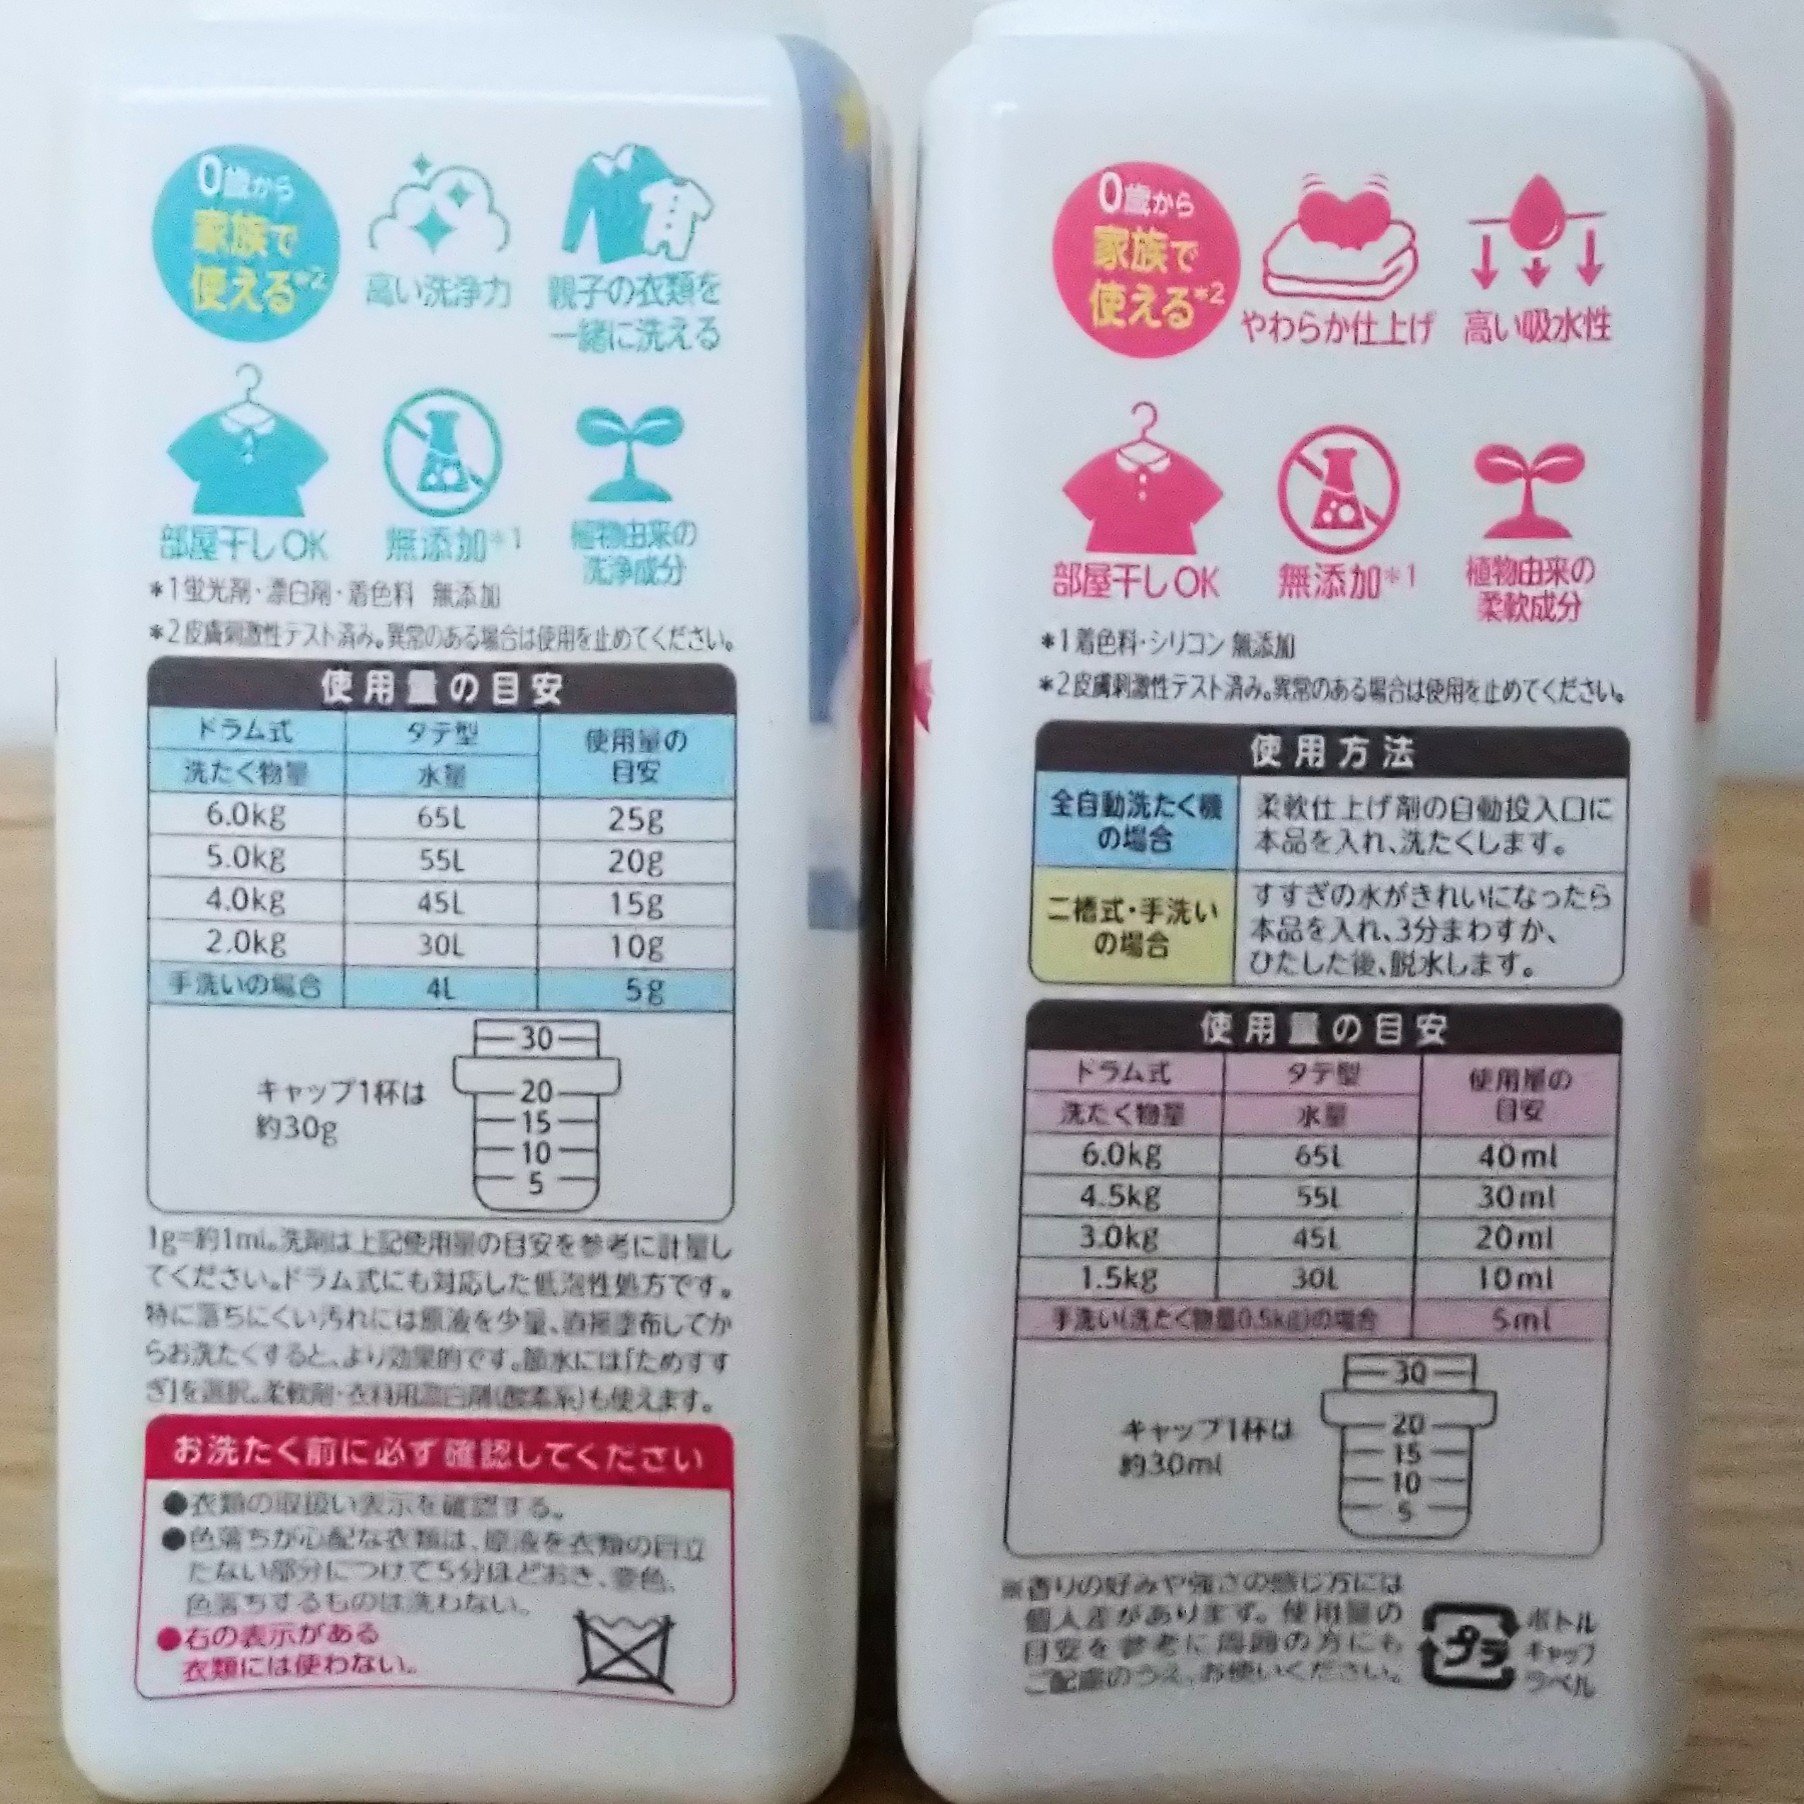 0歳から
家族で
使える*2
高い洗浄力
親子の衣類を
一緒に洗える
部屋干しOK
無添加*1
植物由来の
洗浄成分
*1蛍光剤・漂白剤・着色料 無添加
*2皮膚刺激性テスト済み。異常のある場合は使用を止めてください。
使用量の目安
ドラム式 タテ型 使用量の
洗たく物量 水量 目安
6.0kg 65L 25g
5.0kg 55L 20g
4.0kg 45L 15g
2.0kg 30L 10g
手洗いの場合 4L 5g
キャップ1杯は
約30g
30
20
15
10
5
1g=約1ml。洗剤は上記使用量の目安を参考に計量し
てください。ドラム式にも対応した低泡性処方です。
特に落ちにくい汚れには原液を少量、直接塗布してか
らお洗たくすると、より効果的です。節水には「ためすす
ぎ」を選択。柔軟剤・衣料用漂白剤(酸素系)も使えます。
お洗たく前に必ず確認してください
●衣類の取扱い表示を確認する。
●色落ちが心配な衣類は、原液を衣類の目立
たない部分につけて5分ほどおき、変色、
色落ちするものは洗わない。
●右の表示がある
衣類には使わない。
0歳から
家族で
使える*2
やわらか仕上げ
高い吸水性
部屋干しOK
無添加*1
植物由来の
柔軟成分
*1着色料・シリコン 無添加
*2皮膚刺激性テスト済み。異常のある場合は使用を止めてください。
使用方法
全自動洗たく機
の場合
柔軟仕上げ剤の自動投入口に
本品を入れ、洗たくします。
二槽式・手洗い
の場合
すすぎの水がきれいになったら
本品を入れ、3分まわすか、
ひたした後、脱水します。
使用量の目安
ドラム式 タテ型 使用量の
洗たく物量 水量 目安
6.0kg 65L 40ml
4.5kg 55L 30ml
3.0kg 45L 20ml
1.5kg 30L 10ml
手洗い(洗たく物量0.5kg)の場合 5ml
キャップ1杯は
約30ml
30
20
15
10
5
※香りの好みや強さの感じ方には
個人差があります。使用量の
目安を参考に周囲の方にも
ご配慮のうえ、お使いください。
プラ
ボトル
キャップ
ラベル